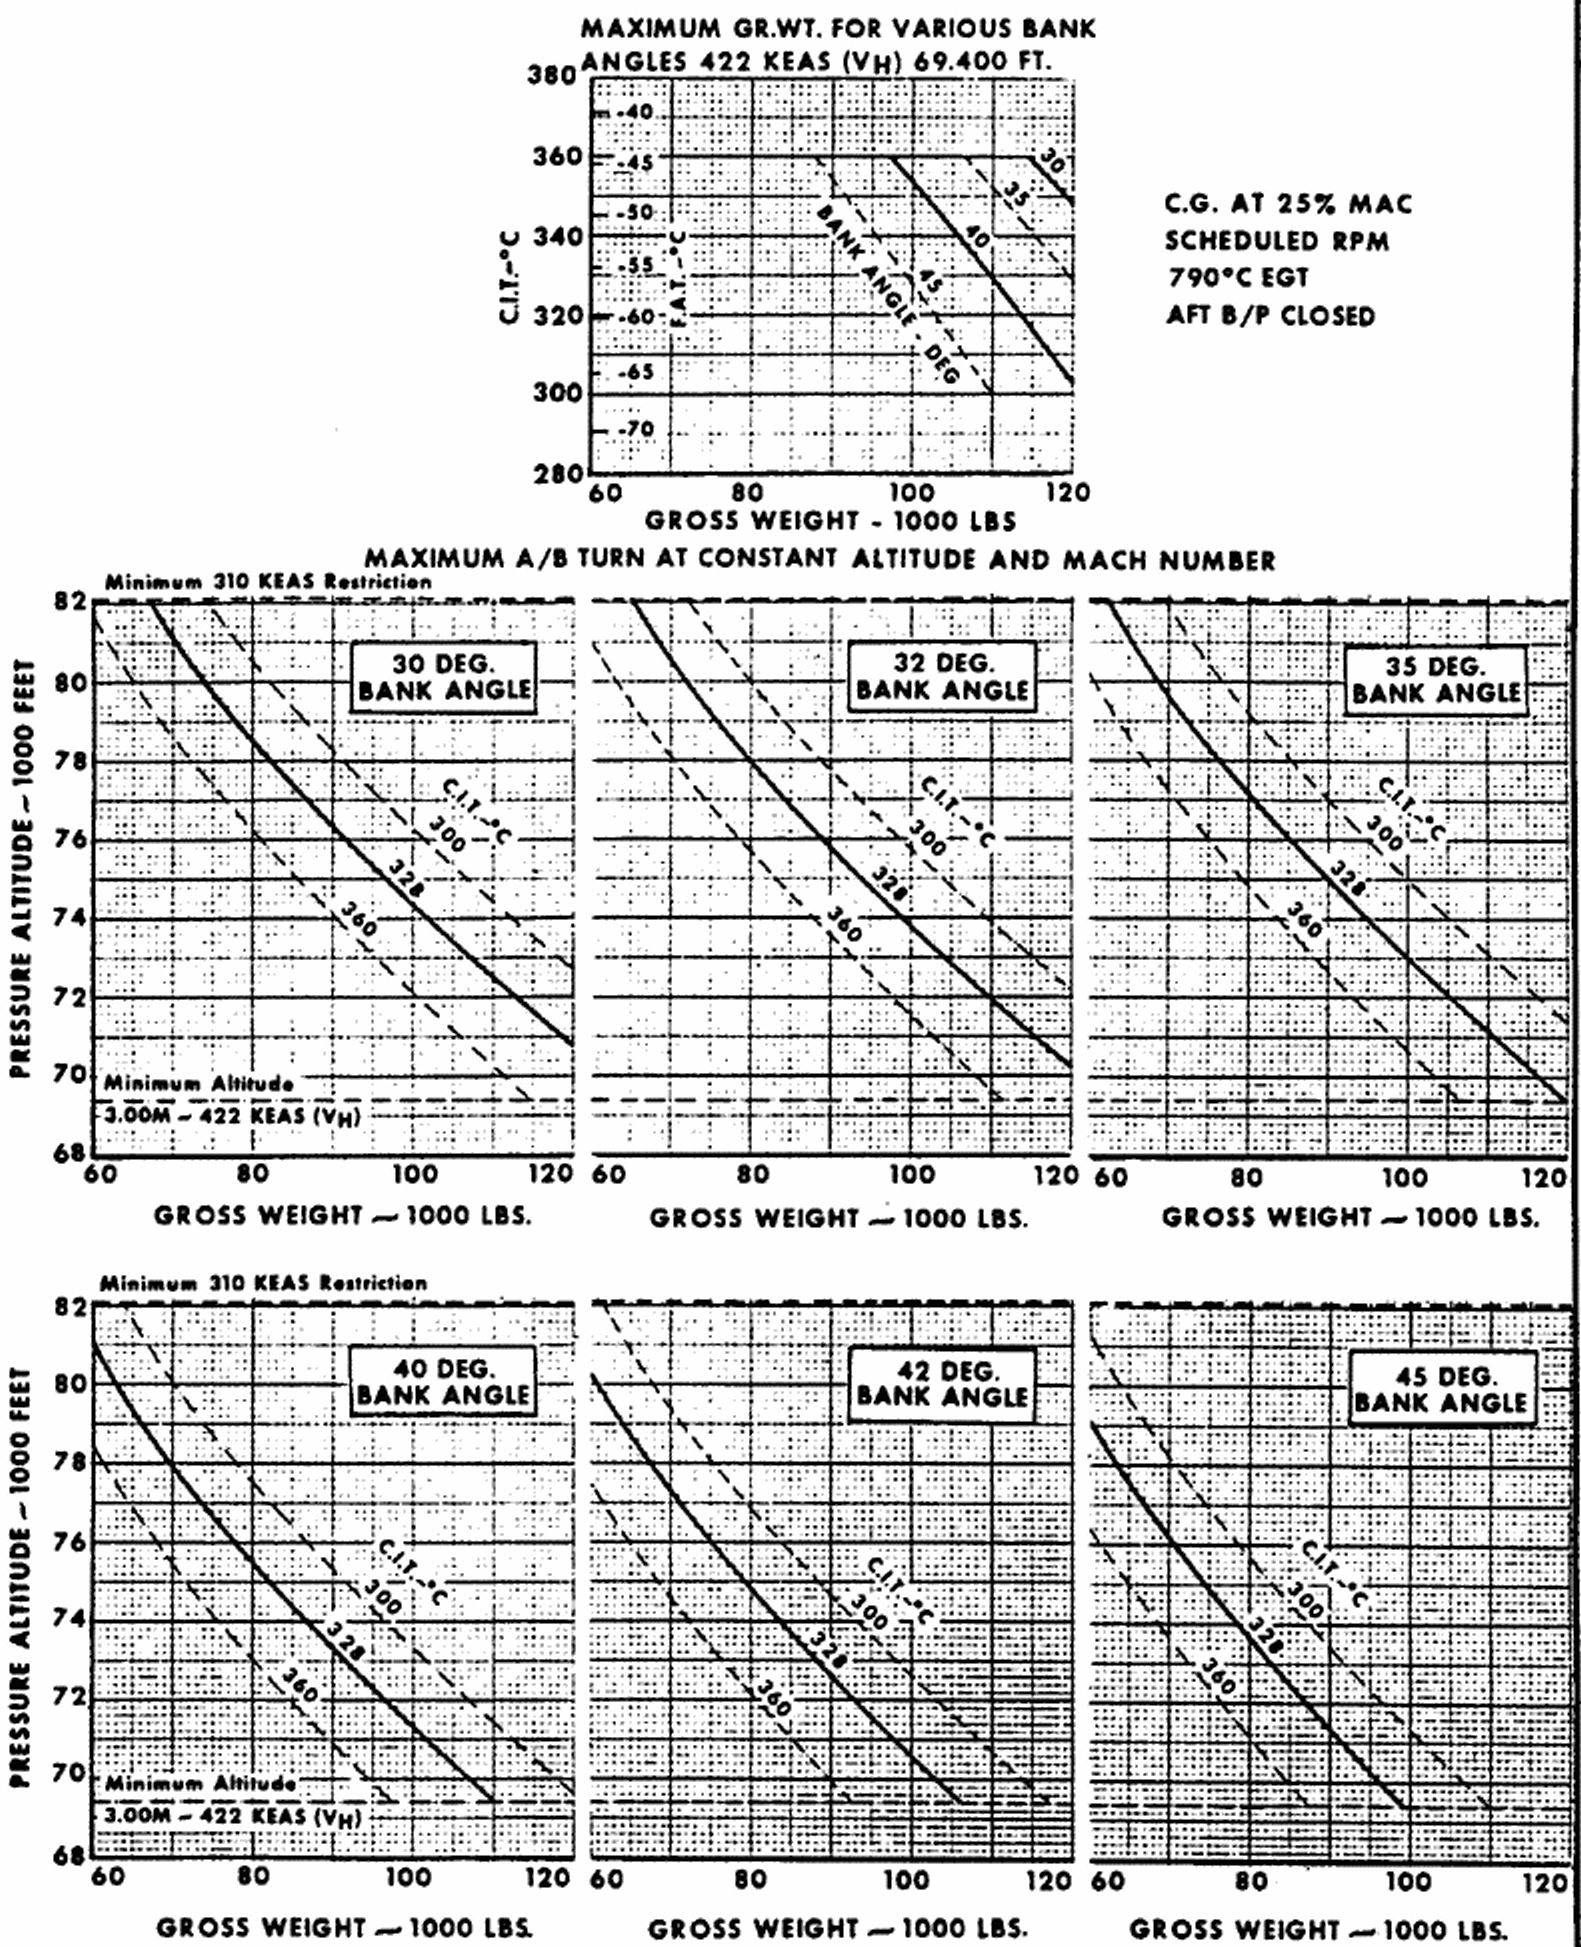 MAXIMUM GR.WT. FOR VARIOUS BANK
ANGLES 422 KEAS (VH) 69.400 FT.
380
360
340
320
300
280
C.I.T.~°C
-40
-45
-50
-55
-60
-65
-70
F.A.T.~°C
30
35
40
45
BANK ANGLE - DEG
60 80 100 120
GROSS WEIGHT - 1000 LBS
C.G. AT 25% MAC
SCHEDULED RPM
790°C EGT
AFT B/P CLOSED
MAXIMUM A/B TURN AT CONSTANT ALTITUDE AND MACH NUMBER
Minimum 310 KEAS Restriction
PRESSURE ALTITUDE ~ 1000 FEET
82
80
78
76
74
72
70
68
30 DEG.
BANK ANGLE
C.I.T.~°C
300
328
360
Minimum Altitude
3.00M ~ 422 KEAS (VH)
60 80 100 120
GROSS WEIGHT ~ 1000 LBS.
32 DEG.
BANK ANGLE
C.I.T.~°C
300
328
360
60 80 100 120
GROSS WEIGHT ~ 1000 LBS.
35 DEG.
BANK ANGLE
C.I.T.~°C
300
328
360
60 80 100 120
GROSS WEIGHT ~ 1000 LBS.
Minimum 310 KEAS Restriction
PRESSURE ALTITUDE ~ 1000 FEET
82
80
78
76
74
72
70
68
40 DEG.
BANK ANGLE
C.I.T.~°C
300
328
360
Minimum Altitude
3.00M ~ 422 KEAS (VH)
60 80 100 120
GROSS WEIGHT ~ 1000 LBS.
42 DEG.
BANK ANGLE
C.I.T.~°C
300
328
360
60 80 100 120
GROSS WEIGHT ~ 1000 LBS.
45 DEG.
BANK ANGLE
C.I.T.~°C
300
328
360
60 80 100 120
GROSS WEIGHT ~ 1000 LBS.